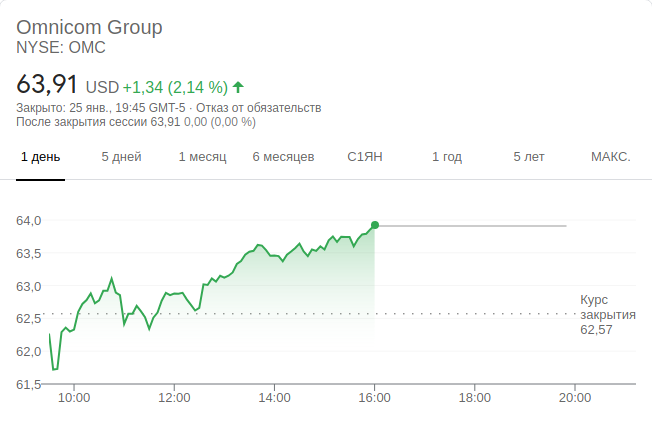 Omnicom Group
NYSE: OMC
63,91 USD +1,34 (2,14 %)
Закрыто: 25 янв., 19:45 GMT-5 · Отказ от обязательств
После закрытия сессии 63,91 0,00 (0,00 %)
1 день 5 дней 1 месяц 6 месяцев С1ЯН 1 год 5 лет МАКС.
64,0
63,5
63,0
62,5
62,0
61,5
Курс
закрытия
62,57
10:00 12:00 14:00 16:00 18:00 20:00